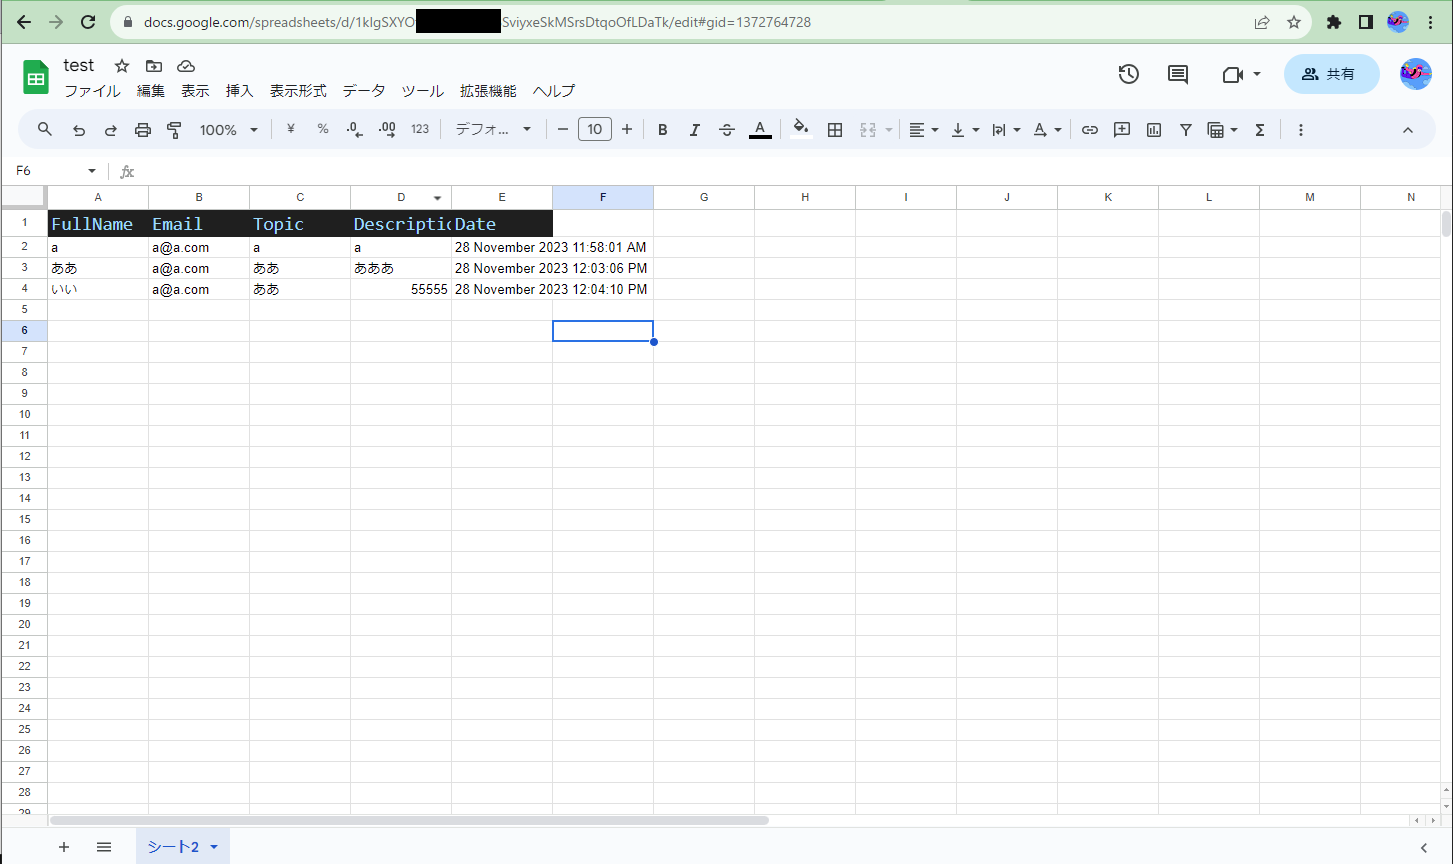 docs.google.com/spreadsheets/d/1klgSXYO SviyxeSkMSrsDtqoOfLDaTk/edit#gid=1372764728
test
ファイル 編集 表示 挿入 表示形式 データ ツール 拡張機能 ヘルプ
共有
100% ¥ % .0 .00 123 デフォ... 10 B I A
F6 fx
A B C D E F G H I J K L M N
1 FullName Email Topic Descriptic Date
2 a a@a.com a a 28 November 2023 11:58:01 AM
3 ああ a@a.com ああ あああ 28 November 2023 12:03:06 PM
4 いい a@a.com ああ 55555 28 November 2023 12:04:10 PM
5
6
7
8
9
10
11
12
13
14
15
16
17
18
19
20
21
22
23
24
25
26
27
28
29
シート2